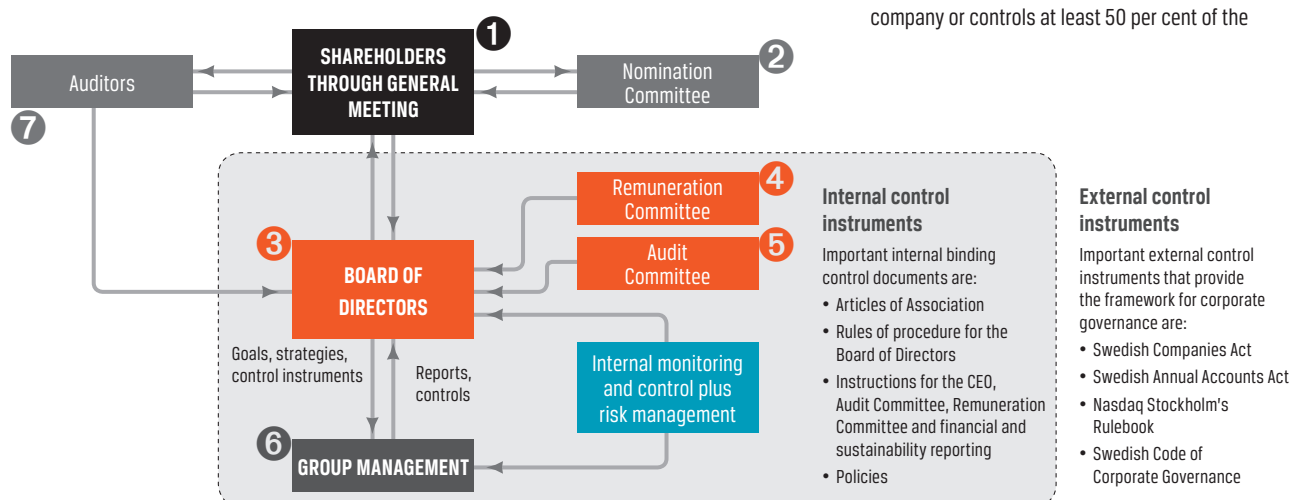 company or controls at least 50 per cent of the
1
SHAREHOLDERS
THROUGH GENERAL
MEETING
2
Nomination
Committee
Auditors
7
4
Remuneration
Committee
5
Audit
Committee
3
BOARD OF
DIRECTORS
Goals, strategies,
control instruments
Reports,
controls
Internal monitoring
and control plus
risk management
6
GROUP MANAGEMENT
Internal control
instruments
Important internal binding
control documents are:
• Articles of Association
• Rules of procedure for the
Board of Directors
• Instructions for the CEO,
Audit Committee, Remuneration
Committee and financial and
sustainability reporting
• Policies
External control
instruments
Important external control
instruments that provide
the framework for corporate
governance are:
• Swedish Companies Act
• Swedish Annual Accounts Act
• Nasdaq Stockholm's
Rulebook
• Swedish Code of
Corporate Governance